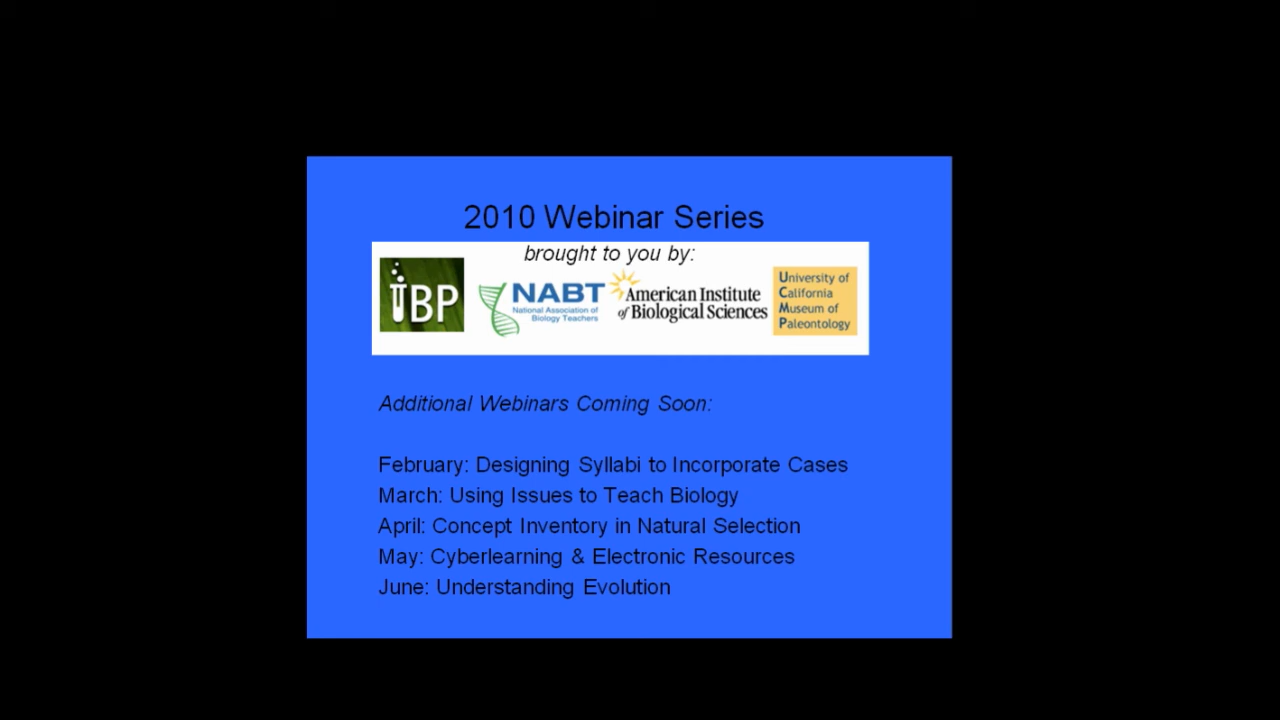 2010 Webinar Series
brought to you by:
iBP
NABT
National Association of
Biology Teachers
American Institute
of Biological Sciences
University of
California
Museum of
Paleontology
Additional Webinars Coming Soon:
February: Designing Syllabi to Incorporate Cases
March: Using Issues to Teach Biology
April: Concept Inventory in Natural Selection
May: Cyberlearning & Electronic Resources
June: Understanding Evolution